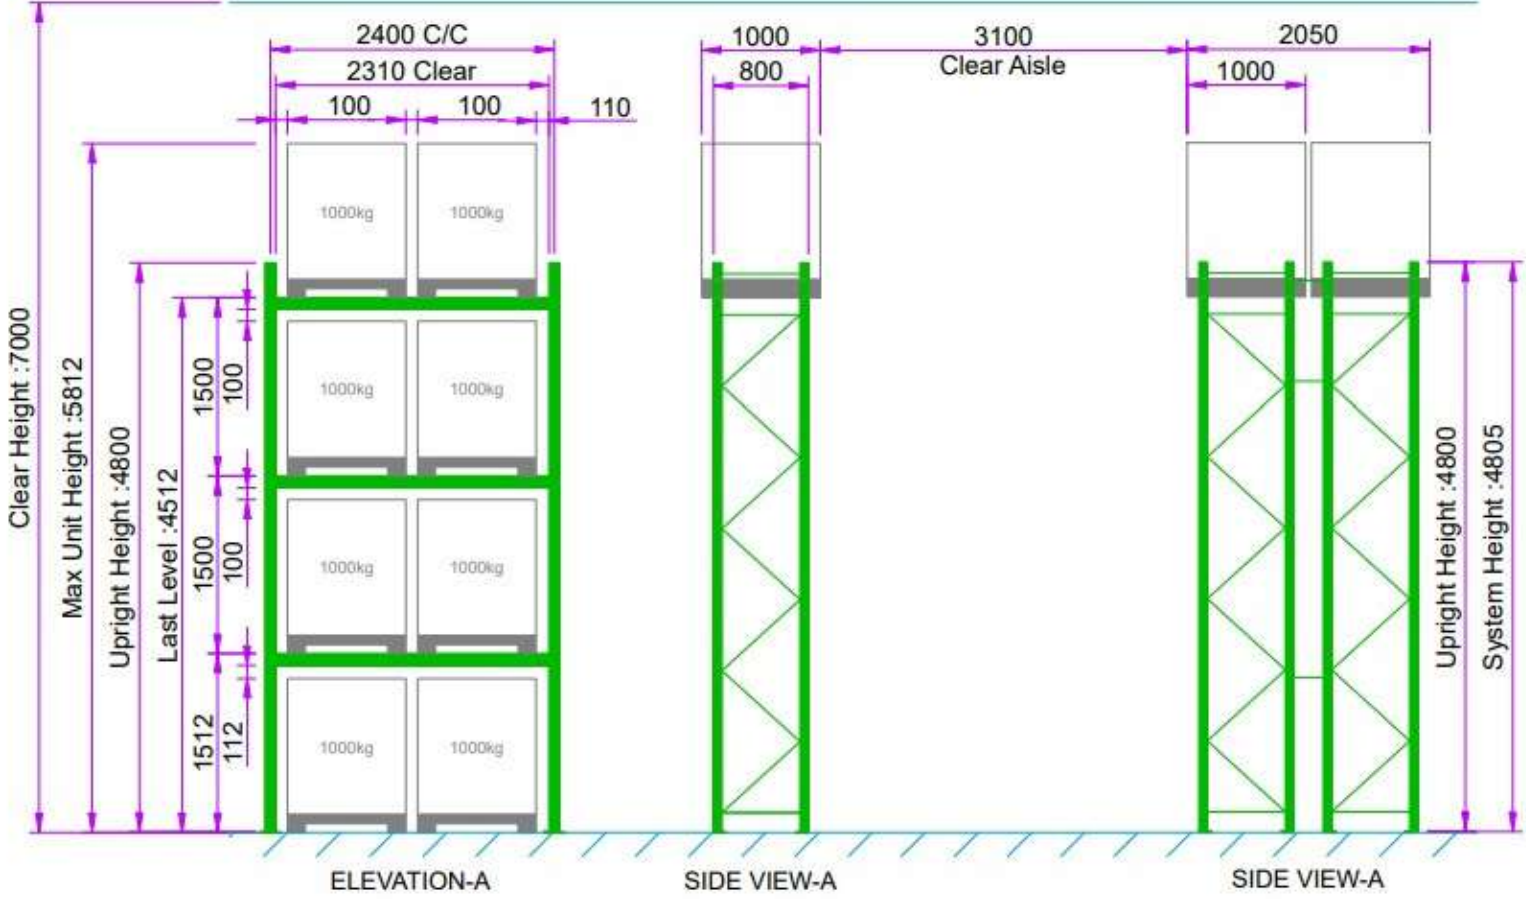 2400 C/C
2310 Clear
100
100
110
1000
800
3100
Clear Aisle
2050
1000
1000kg
1000kg
1000kg
1000kg
1000kg
1000kg
1000kg
1000kg
Clear Height :7000
Max Unit Height :5812
Upright Height :4800
Last Level :4512
1500
100
1500
100
1512
112
Upright Height :4800
System Height :4805
ELEVATION-A
SIDE VIEW-A
SIDE VIEW-A